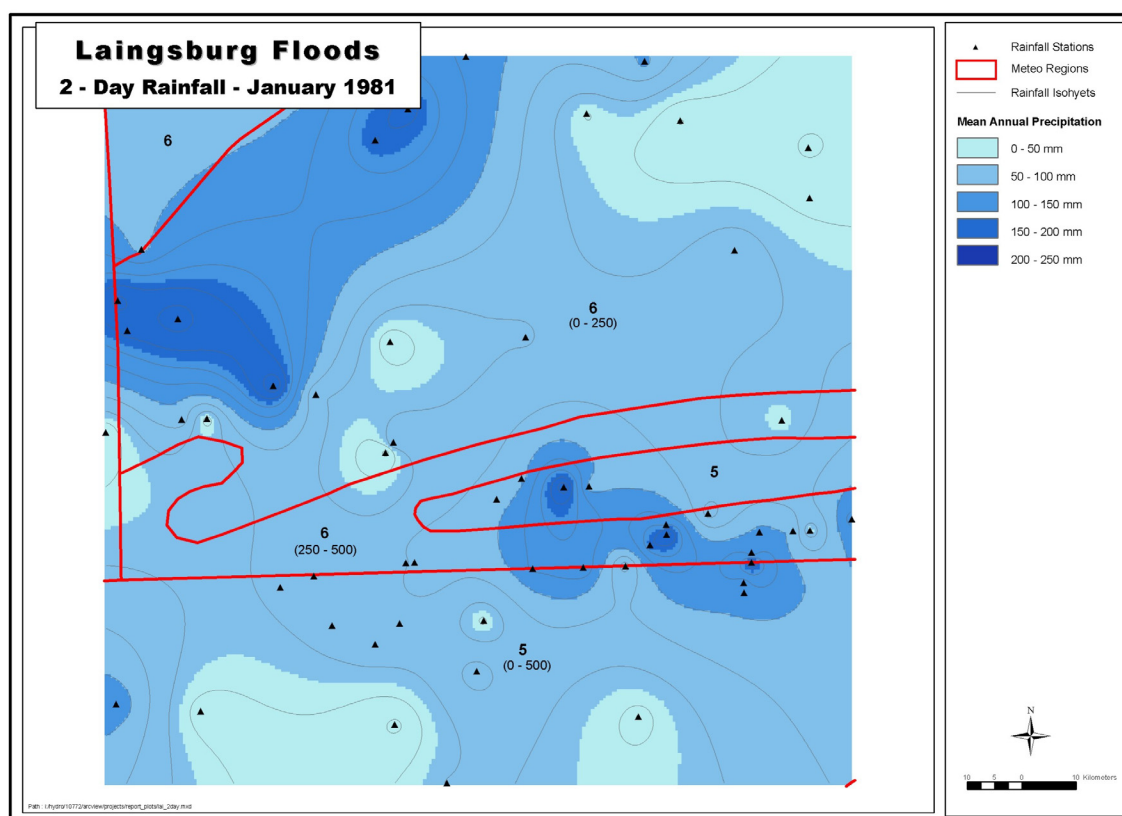 Laingsburg Floods
2 - Day Rainfall - January 1981
6
6
(0 - 250)
5
6
(250 - 500)
5
(0 - 500)
Rainfall Stations
Meteo Regions
Rainfall Isohyets
Mean Annual Precipitation
0 - 50 mm
50 - 100 mm
100 - 150 mm
150 - 200 mm
200 - 250 mm
N
10 5 0 10 Kilometers
Path : i:/hydro/10772/arcview/projects/report_plots/lai_2day.mxd